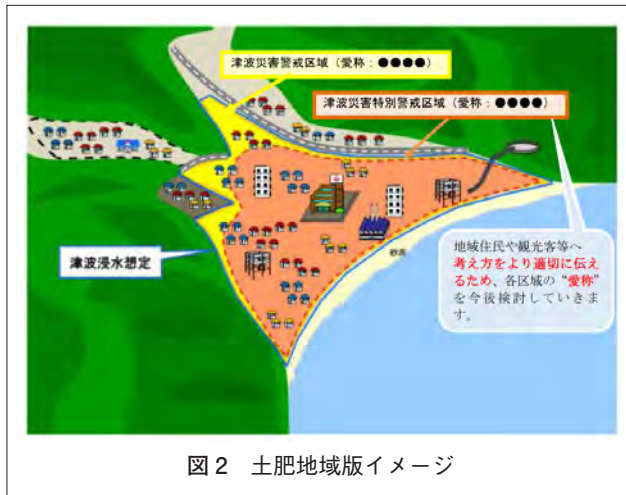 津波災害警戒区域（愛称：●●●●）
津波災害特別警戒区域（愛称：●●●●）
津波浸水想定
砂浜
地域住民や観光客等へ
考え方をより適切に伝え
るため、各区域の“愛称”
を今後検討していきま
す。
図２　土肥地域版イメージ